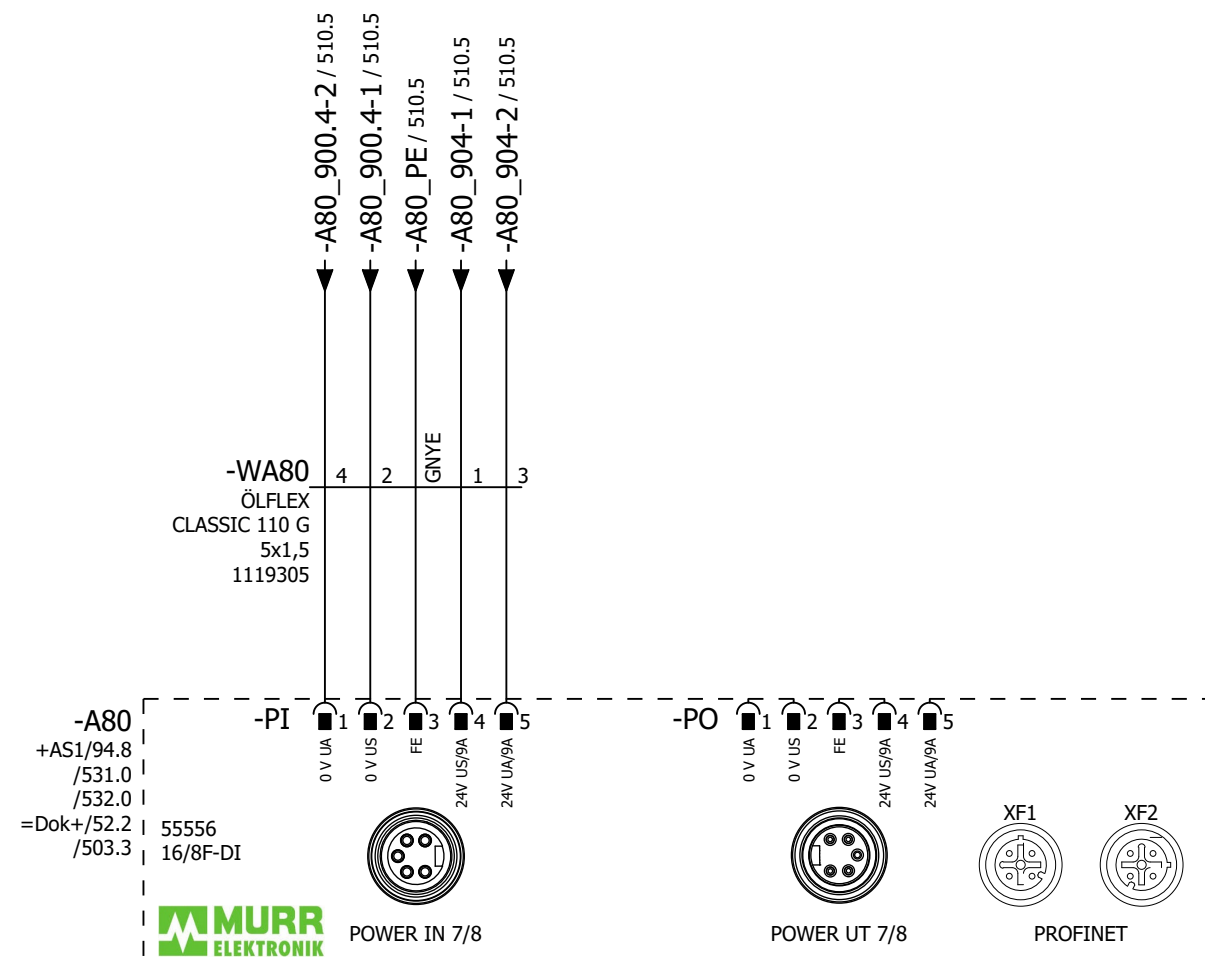 -A80_900.4-2 / 510.5
-A80_900.4-1 / 510.5
-A80_PE / 510.5
-A80_904-1 / 510.5
-A80_904-2 / 510.5
-WA80
4
2
GNYE
1
3
ÖLFLEX
CLASSIC 110 G
5x1,5
1119305
-A80
+AS1/94.8
/531.0
/532.0
=Dok+/52.2
/503.3
-PI
1
2
3
4
5
0 V UA
0 V US
FE
24V US/9A
24V UA/9A
-PO
1
2
3
4
5
0 V UA
0 V US
FE
24V US/9A
24V UA/9A
55556
16/8F-DI
XF1
XF2
MURR
ELEKTRONIK
POWER IN 7/8
POWER UT 7/8
PROFINET